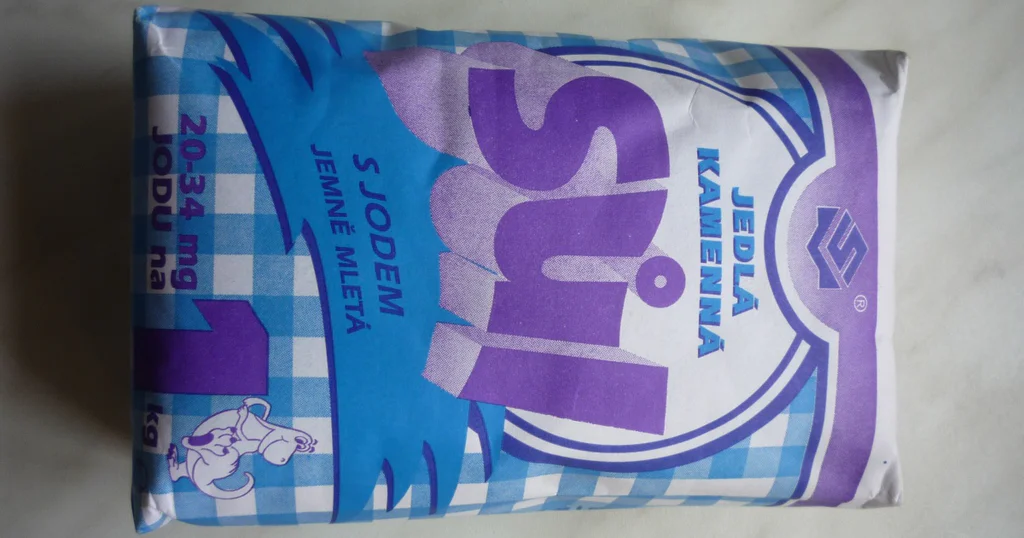 JEDLÁ
KAMENNÁ
sůl
S JODEM
JEMNĚ MLETÁ
20-34 mg
JODU na
1 kg
®